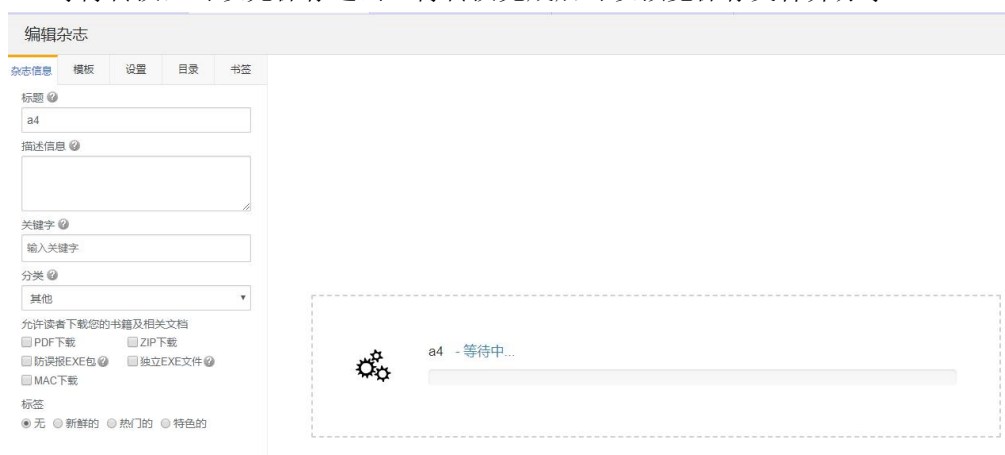 编辑杂志
杂志信息 模板 设置 目录 书签
标题
a4
描述信息
关键字
输入关键字
分类
其他
允许读者下载您的书籍及相关文档
PDF下载 ZIP下载
防误报EXE包 独立EXE文件
MAC下载
标签
无 新鲜的 热门的 特色的
a4 - 等待中...